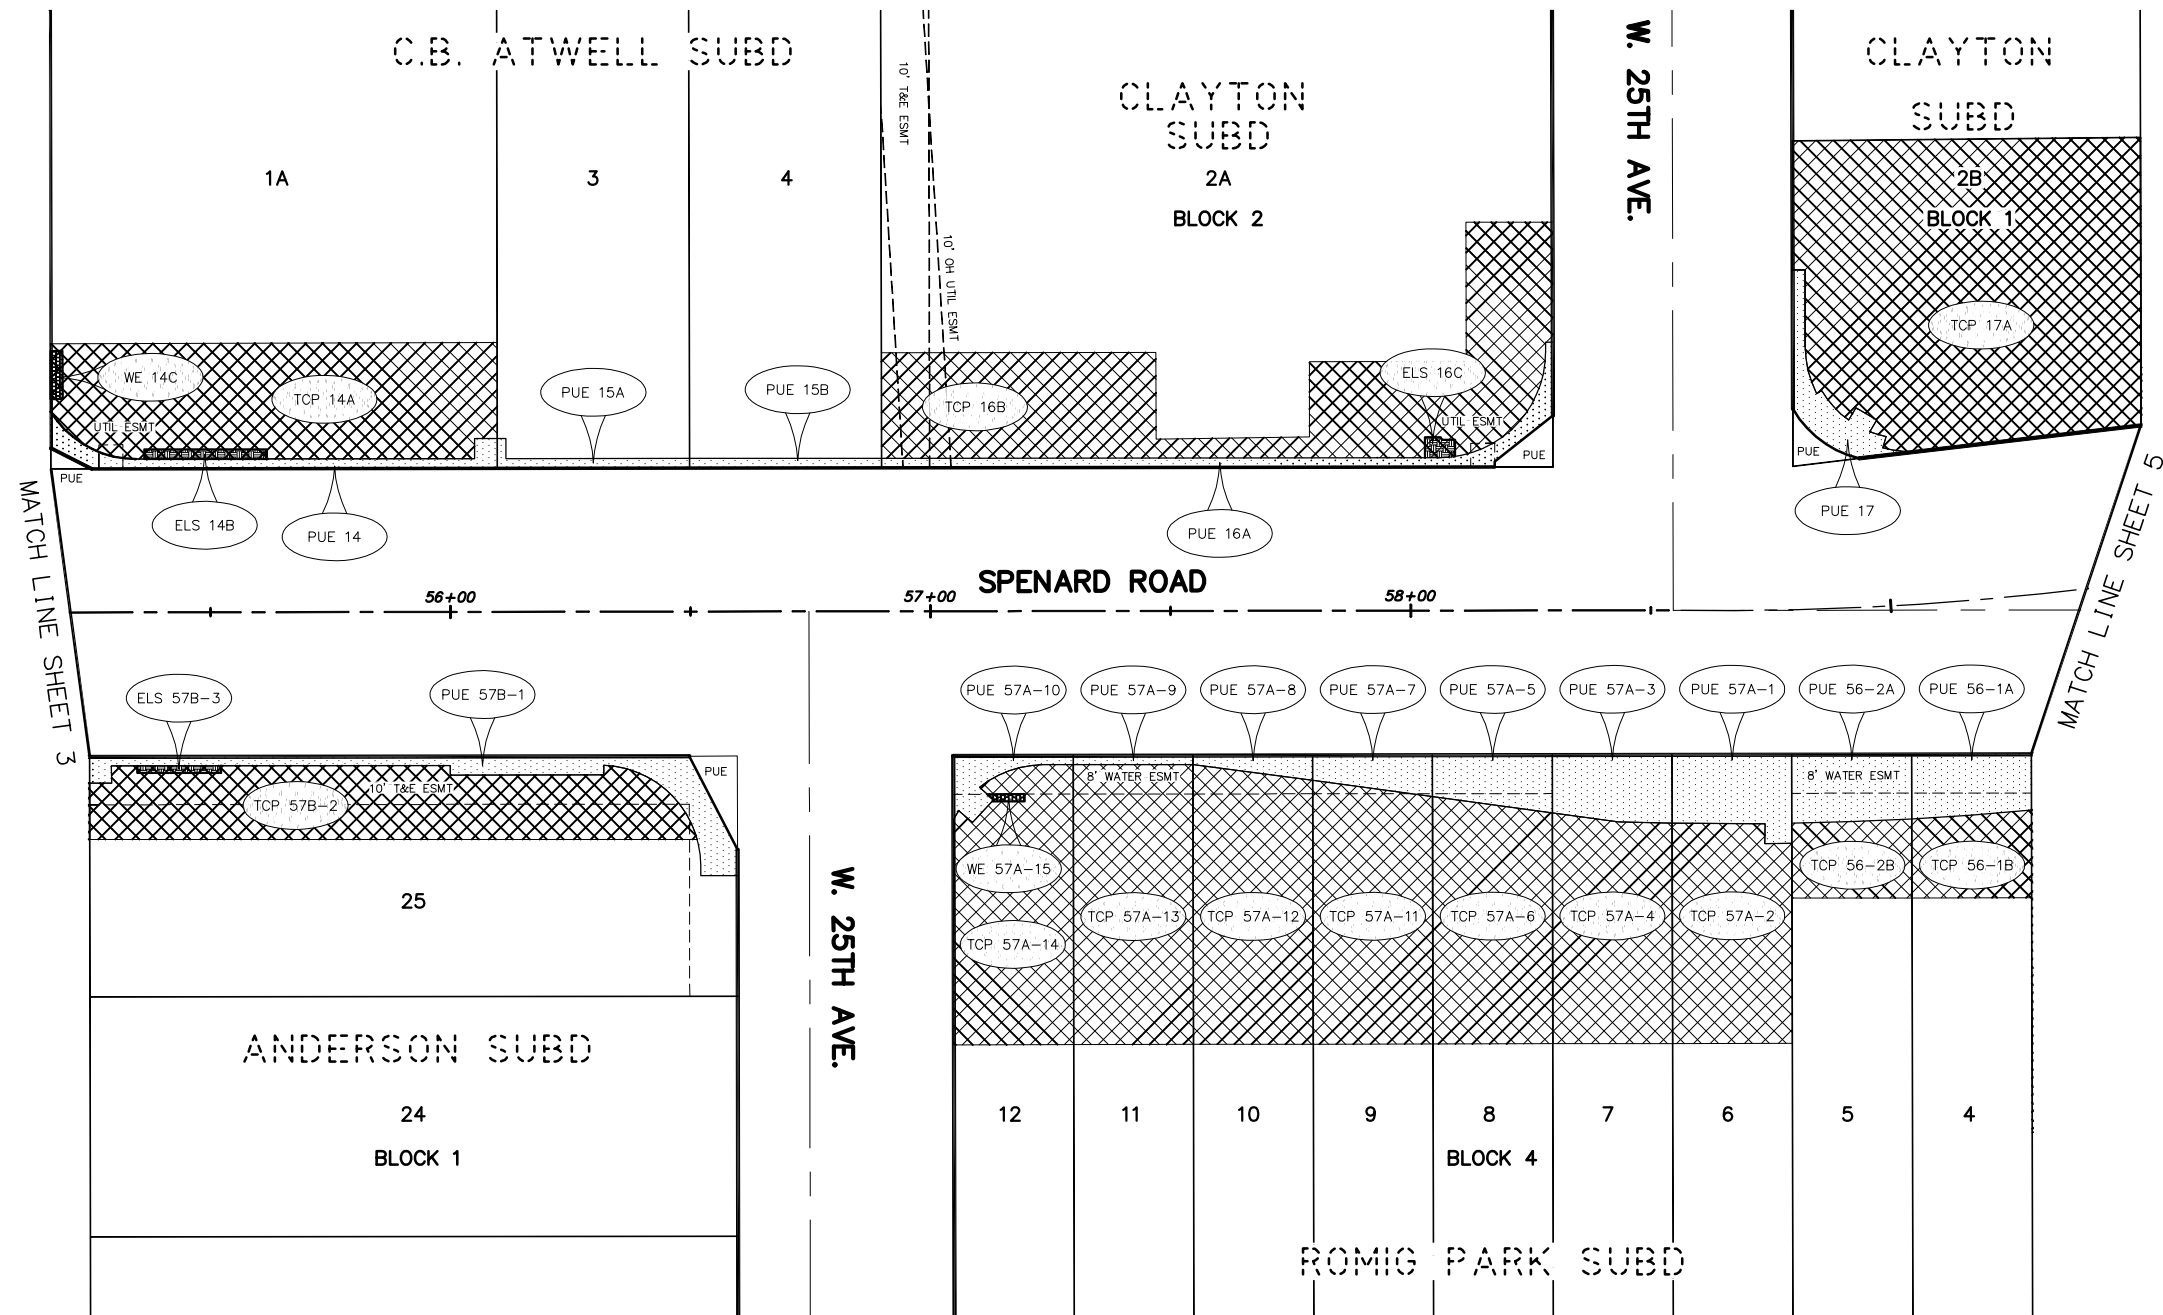 C.B. ATWELL SUBD
CLAYTON
SUBD
CLAYTON
SUBD
W. 25TH AVE.
10' T&E ESMT
10' OH UTIL ESMT
1A
3
4
2A
BLOCK 2
2B
BLOCK 1
WE 14C
TCP 14A
PUE 15A
PUE 15B
TCP 16B
ELS 16C
TCP 17A
UTIL ESMT
UTIL ESMT
PUE
PUE
PUE
ELS 14B
PUE 14
PUE 16A
PUE 17
MATCH LINE SHEET 3
MATCH LINE SHEET 5
SPENARD ROAD
56+00
57+00
58+00
ELS 57B-3
PUE 57B-1
PUE 57A-10
PUE 57A-9
PUE 57A-8
PUE 57A-7
PUE 57A-5
PUE 57A-3
PUE 57A-1
PUE 56-2A
PUE 56-1A
PUE
TCP 57B-2
10' T&E ESMT
8' WATER ESMT
8' WATER ESMT
WE 57A-15
TCP 56-2B
TCP 56-1B
TCP 57A-14
TCP 57A-13
TCP 57A-12
TCP 57A-11
TCP 57A-6
TCP 57A-4
TCP 57A-2
25
W. 25TH AVE.
ANDERSON SUBD
24
BLOCK 1
12
11
10
9
8
7
6
5
4
BLOCK 4
ROMIG PARK SUBD